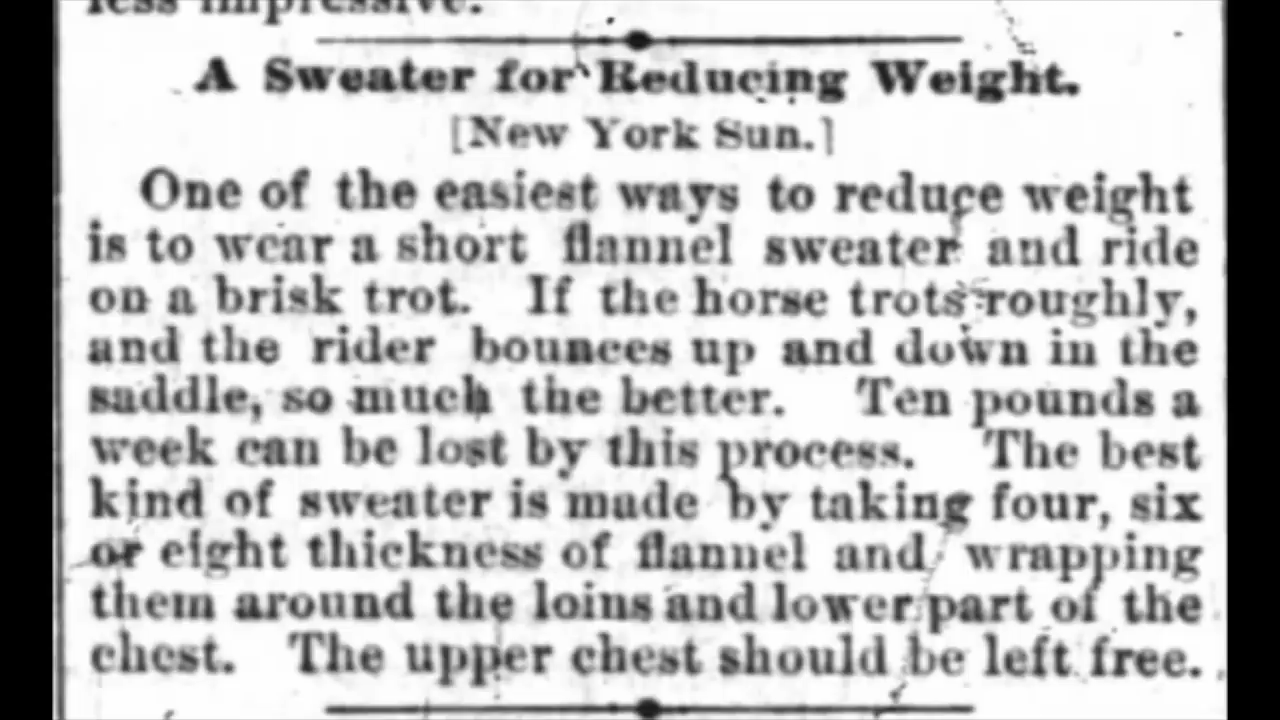 less impressive.
A Sweater for Reducing Weight.
[New York Sun.]
One of the easiest ways to reduce weight
is to wear a short flannel sweater and ride
on a brisk trot. If the horse trots roughly,
and the rider bounces up and down in the
saddle, so much the better. Ten pounds a
week can be lost by this process. The best
kind of sweater is made by taking four, six
or eight thickness of flannel and wrapping
them around the loins and lower part of the
chest. The upper chest should be left free.